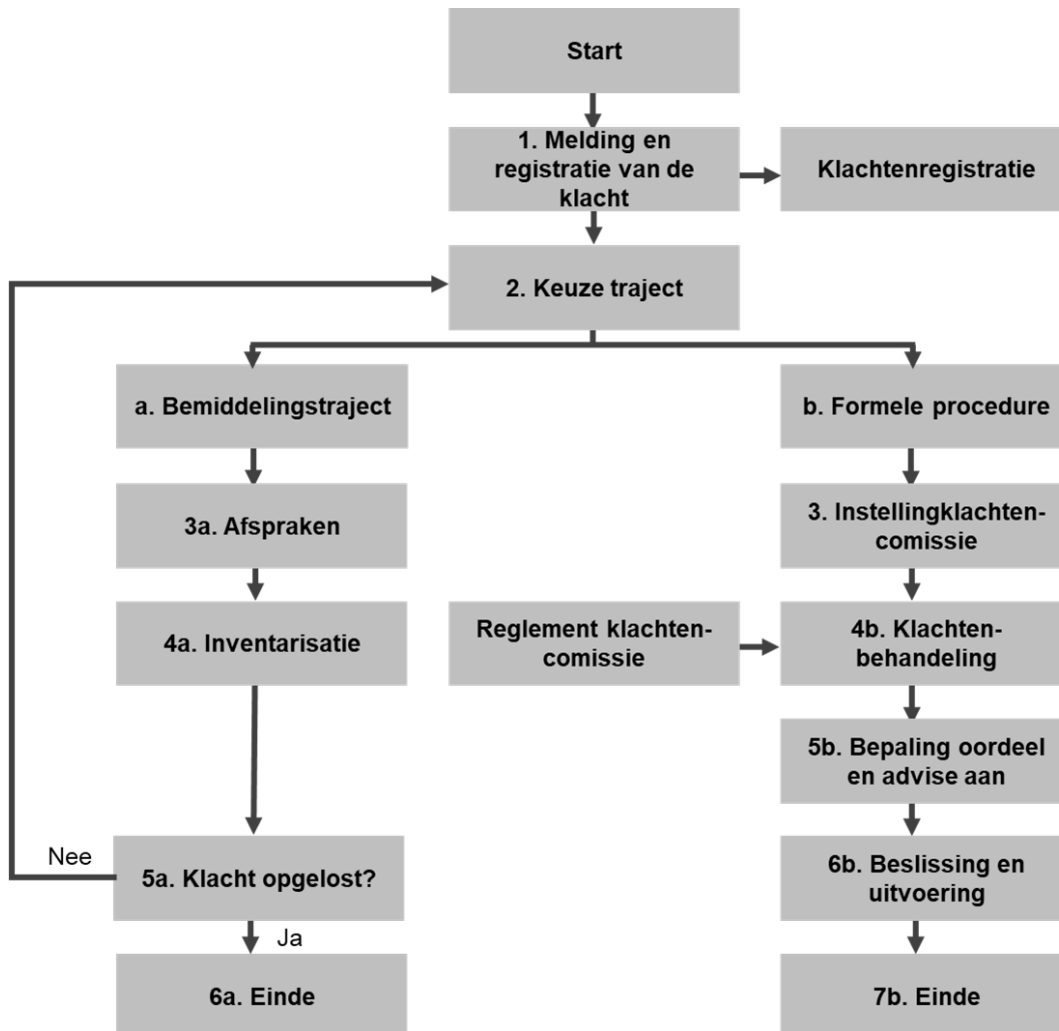 Start
1. Melding en
registratie van de
klacht
Klachtenregistratie
2. Keuze traject
a. Bemiddelingstraject
b. Formele procedure
3a. Afspraken
3. Instellingklachten-
comissie
4a. Inventarisatie
Reglement klachten-
comissie
4b. Klachten-
behandeling
5b. Bepaling oordeel
en advise aan
Nee
5a. Klacht opgelost?
6b. Beslissing en
uitvoering
Ja
6a. Einde
7b. Einde